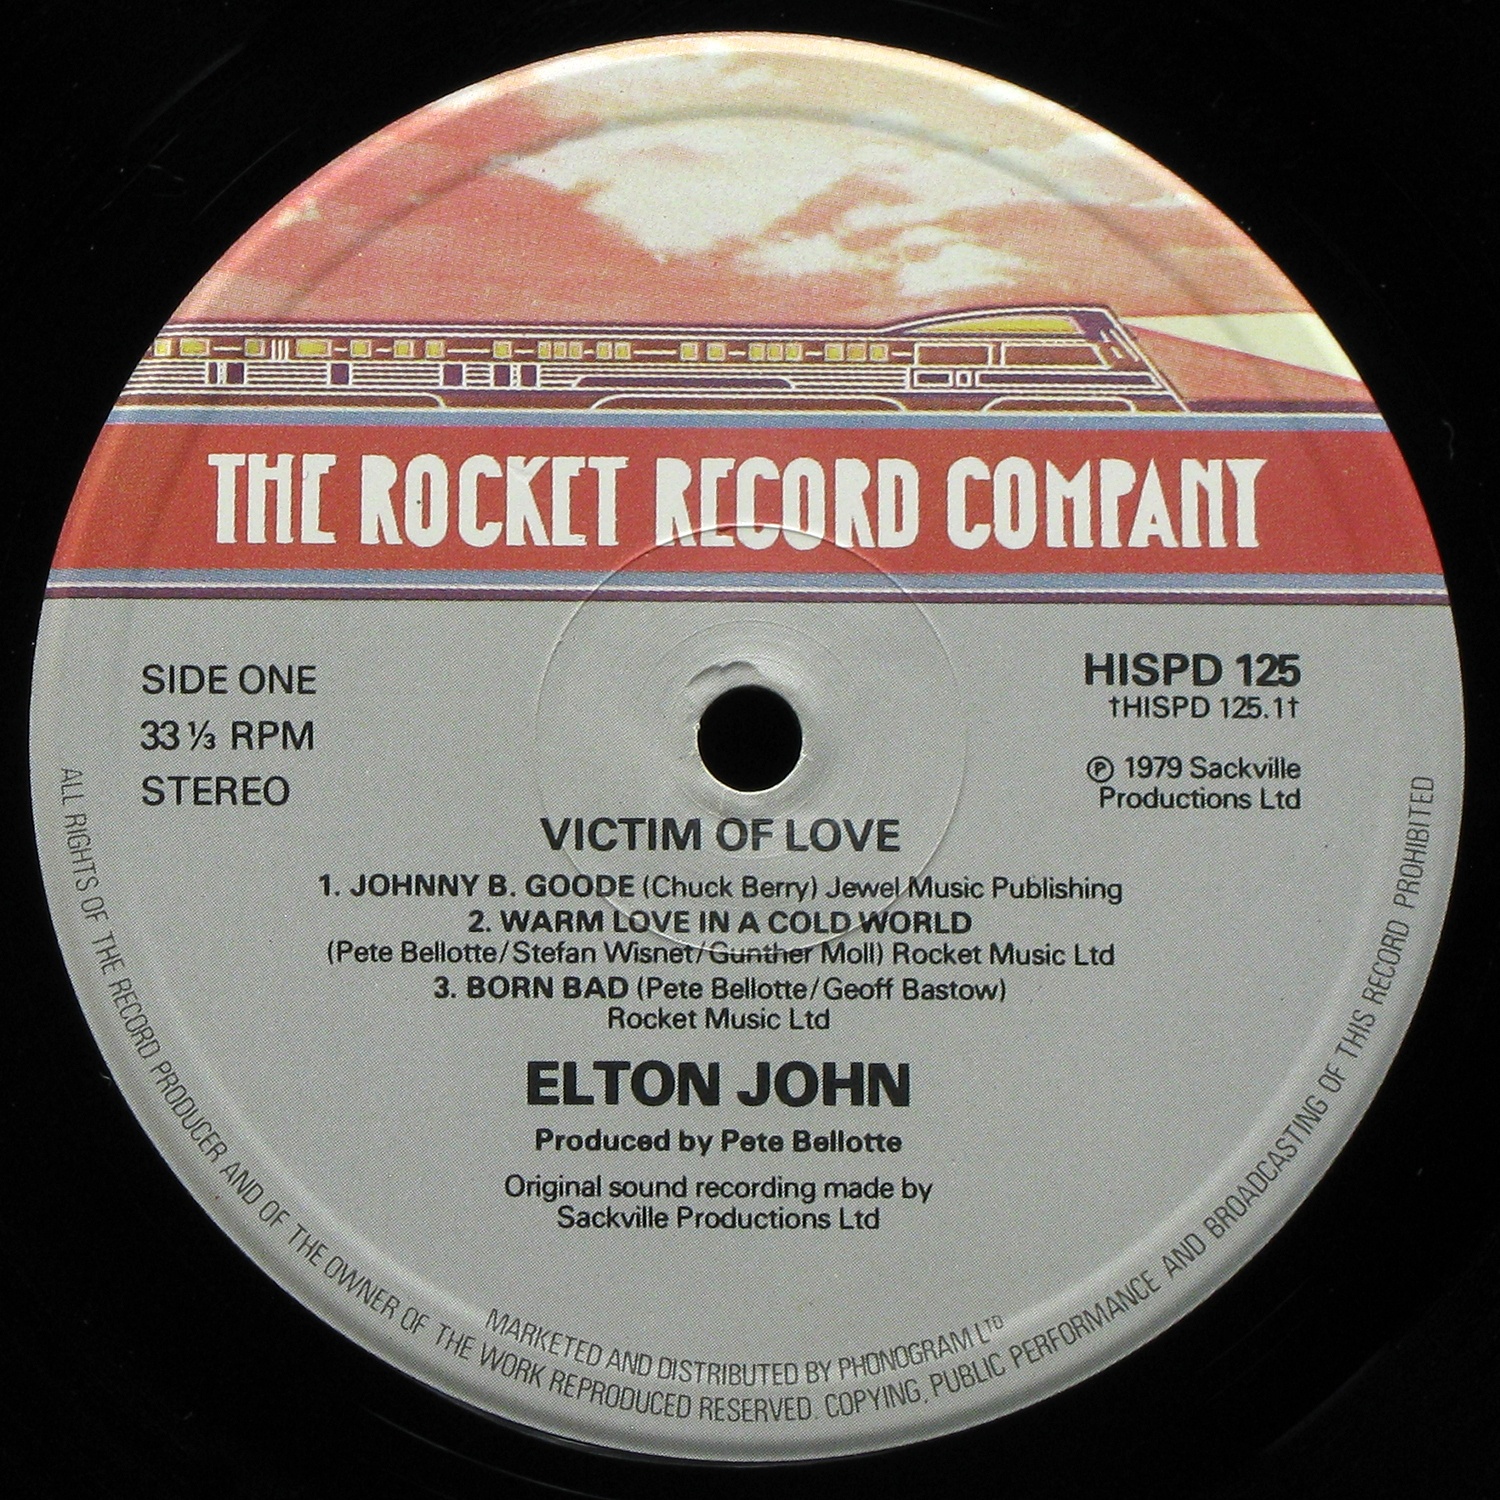 THE ROCKET RECORD COMPANY
SIDE ONE
33⅓ RPM
STEREO
HISPD 125
†HISPD 125.1†
℗ 1979 Sackville
Productions Ltd
VICTIM OF LOVE
1. JOHNNY B. GOODE (Chuck Berry) Jewel Music Publishing
2. WARM LOVE IN A COLD WORLD
(Pete Bellotte/Stefan Wisnet/Gunther Moll) Rocket Music Ltd
3. BORN BAD (Pete Bellotte/Geoff Bastow)
Rocket Music Ltd
ELTON JOHN
Produced by Pete Bellotte
Original sound recording made by
Sackville Productions Ltd
MARKETED AND DISTRIBUTED BY PHONOGRAM LTD
ALL RIGHTS OF THE RECORD PRODUCER AND OF THE OWNER OF THE WORK REPRODUCED RESERVED. COPYING, PUBLIC PERFORMANCE AND BROADCASTING OF THIS RECORD PROHIBITED